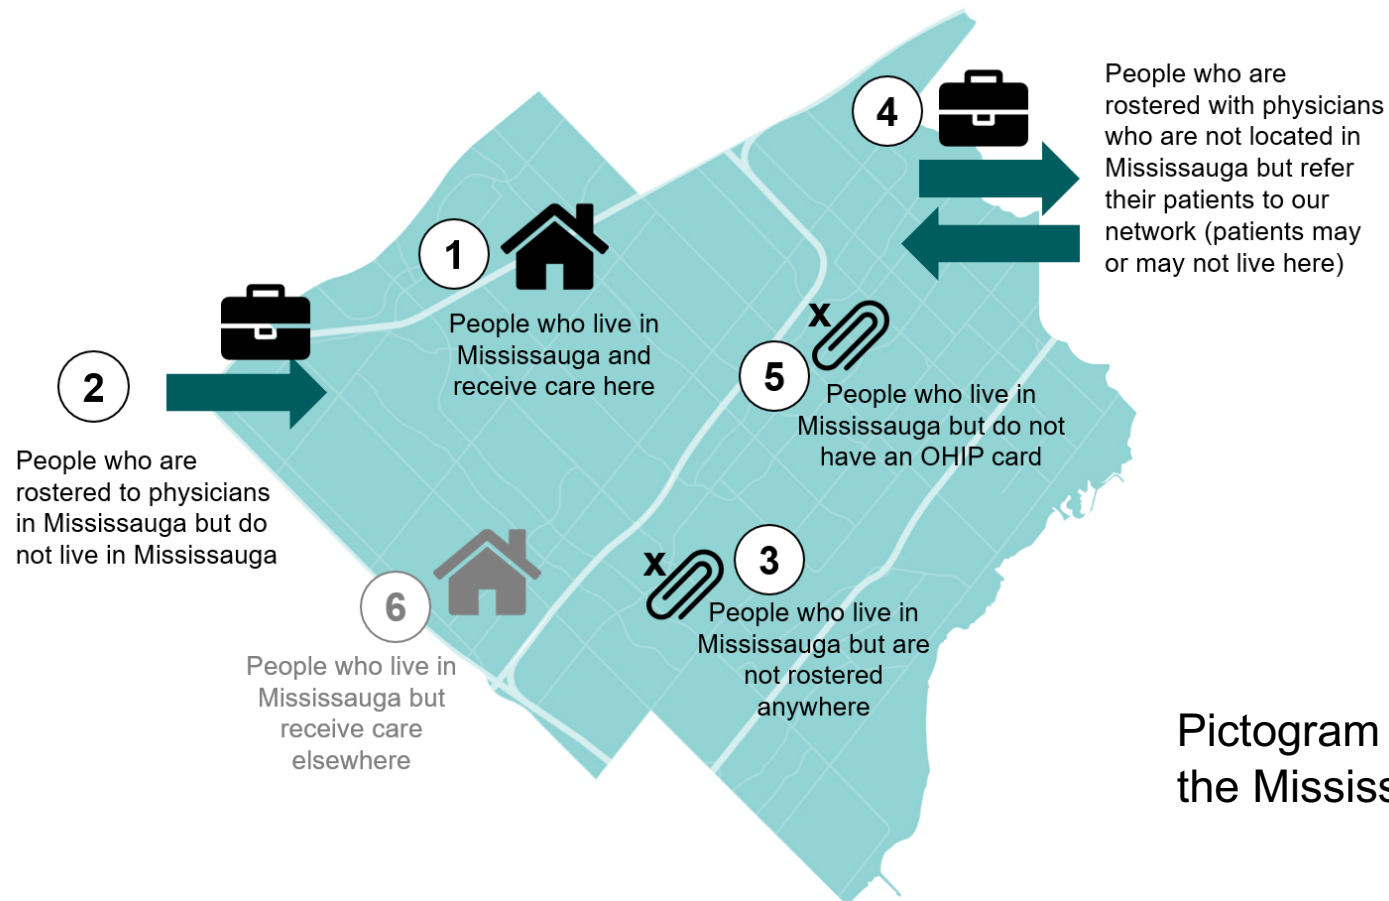 4
People who are
rostered with physicians
who are not located in
Mississauga but refer
their patients to our
network (patients may
or may not live here)
1
People who live in
Mississauga and
receive care here
2
People who are
rostered to physicians
in Mississauga but do
not live in Mississauga
x
5
People who live in
Mississauga but do not
have an OHIP card
x
3
People who live in
Mississauga but are
not rostered
anywhere
6
People who live in
Mississauga but
receive care
elsewhere
Pictogram
the Mississ